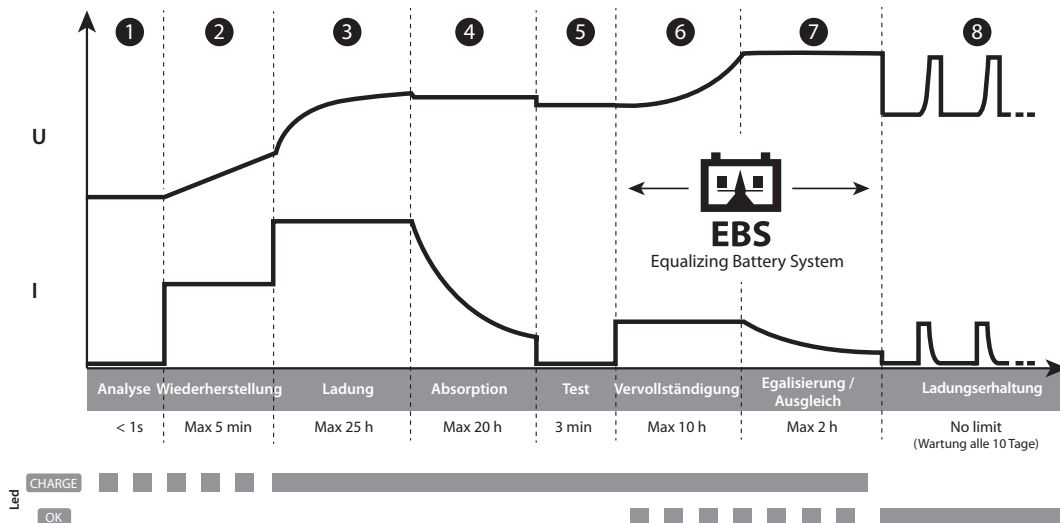 1 2 3 4 5 6 7 8
U
EBS
Equalizing Battery System
I
Analyse Wiederherstellung Ladung Absorption Test Vervollständigung Egalisierung / Ausgleich Ladungserhaltung
< 1s Max 5 min Max 25 h Max 20 h 3 min Max 10 h Max 2 h No limit
(Wartung alle 10 Tage)
Led
CHARGE
OK